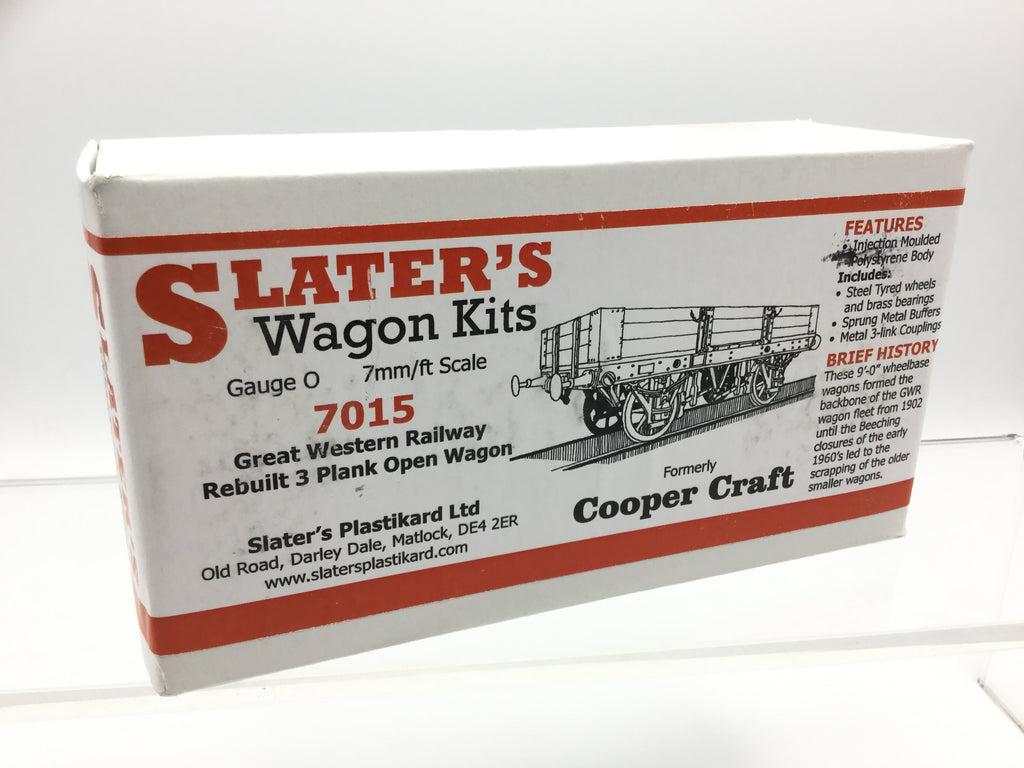 SLATER'S
Wagon Kits
Gauge O 7mm/ft Scale
7015
Great Western Railway
Rebuilt 3 Plank Open Wagon
Slater's Plastikard Ltd
Old Road, Darley Dale, Matlock, DE4 2ER
www.slatersplastikard.com
Formerly
Cooper Craft
FEATURES
• Injection Moulded
Polystyrene Body
Includes:
• Steel Tyred wheels
and brass bearings
• Sprung Metal Buffers
• Metal 3-link Couplings
BRIEF HISTORY
These 9'-0" wheelbase
wagons formed the
backbone of the GWR
wagon fleet from 1902
until the Beeching
closures of the early
1960's led to the
scrapping of the older
smaller wagons.